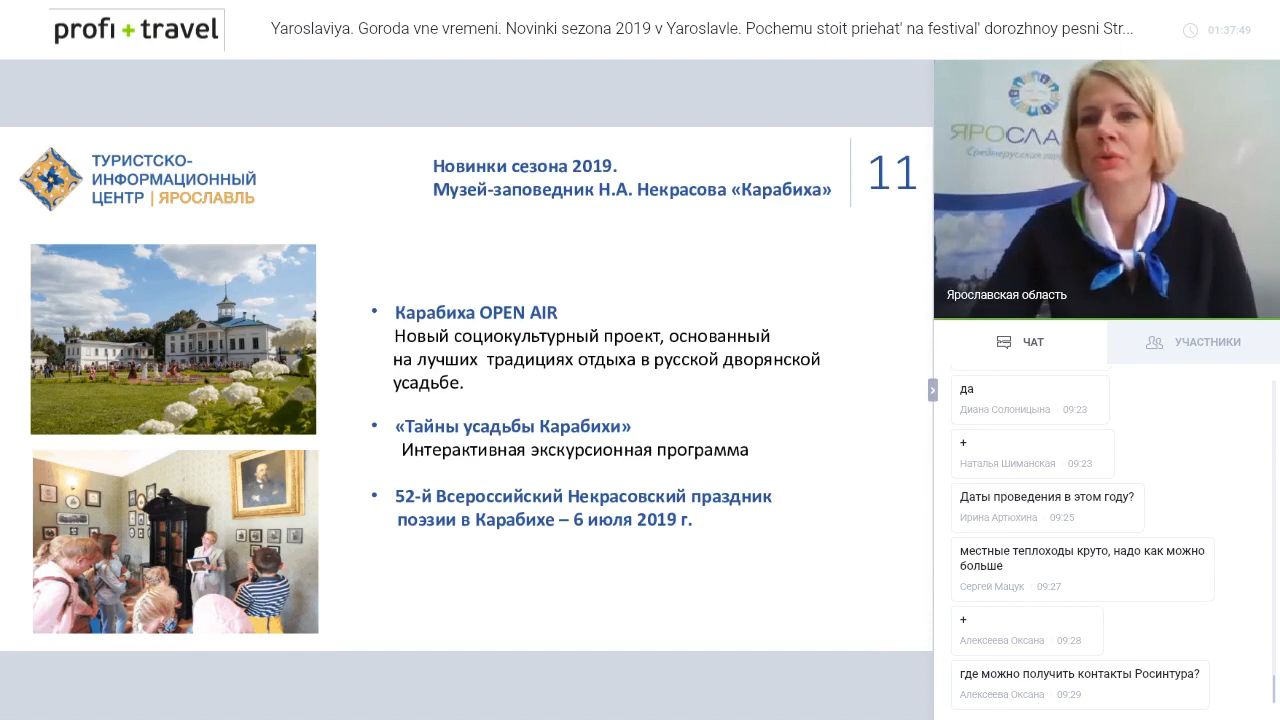 profi + travel
Yaroslaviya. Goroda vne vremeni. Novinki sezona 2019 v Yaroslavle. Pochemu stoit priehat' na festival' dorozhnoy pesni Str...
01:37:49
ТУРИСТСКО-
ИНФОРМАЦИОННЫЙ
ЦЕНТР | ЯРОСЛАВЛЬ
Новинки сезона 2019.
Музей-заповедник Н.А. Некрасова «Карабиха»
11
• Карабиха OPEN AIR
Новый социокультурный проект, основанный
на лучших традициях отдыха в русской дворянской
усадьбе.
• «Тайны усадьбы Карабихи»
Интерактивная экскурсионная программа
• 52-й Всероссийский Некрасовский праздник
поэзии в Карабихе – 6 июля 2019 г.
ЯРОСЛА
Среднерусская
Ярославская область
ЧАТ
УЧАСТНИКИ
да
Диана Солоницына 09:23
+
Наталья Шиманская 09:23
Даты проведения в этом году?
Ирина Артюхина 09:25
местные теплоходы круто, надо как можно
больше
Сергей Мацук 09:27
+
Алексеева Оксана 09:28
где можно получить контакты Росинтура?
Алексеева Оксана 09:29